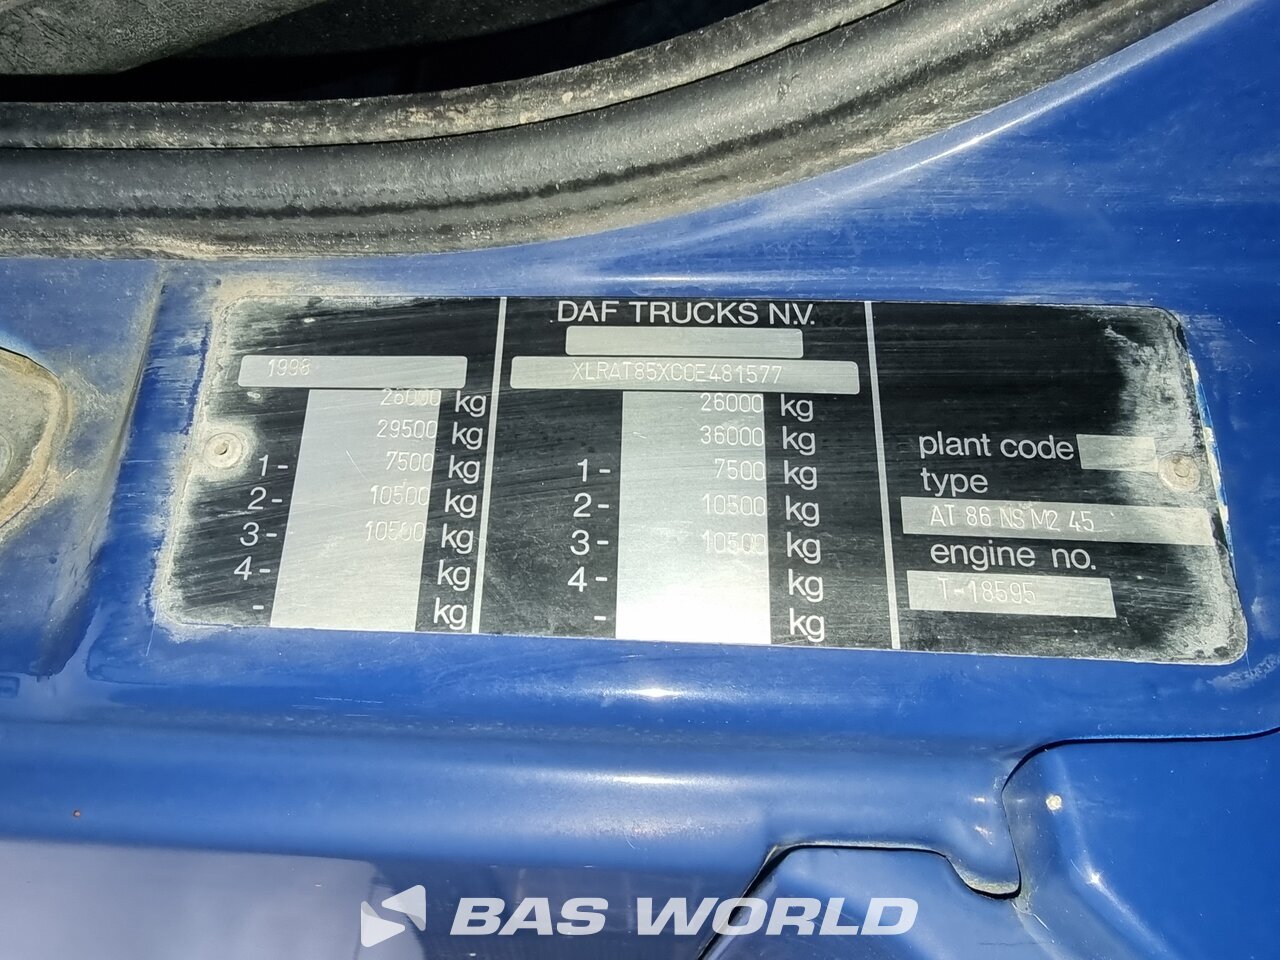 DAF TRUCKS N.V.
1998 XLRAT85XC0E481577
26000 kg 26000 kg
29500 kg 36000 kg
1- 7500 kg 1- 7500 kg
2- 10500 kg 2- 10500 kg
3- 10500 kg 3- 10500 kg
4- kg 4- kg
- kg - kg
plant code
type
AT 86 NS M2 45
engine no.
T-18595
BAS WORLD